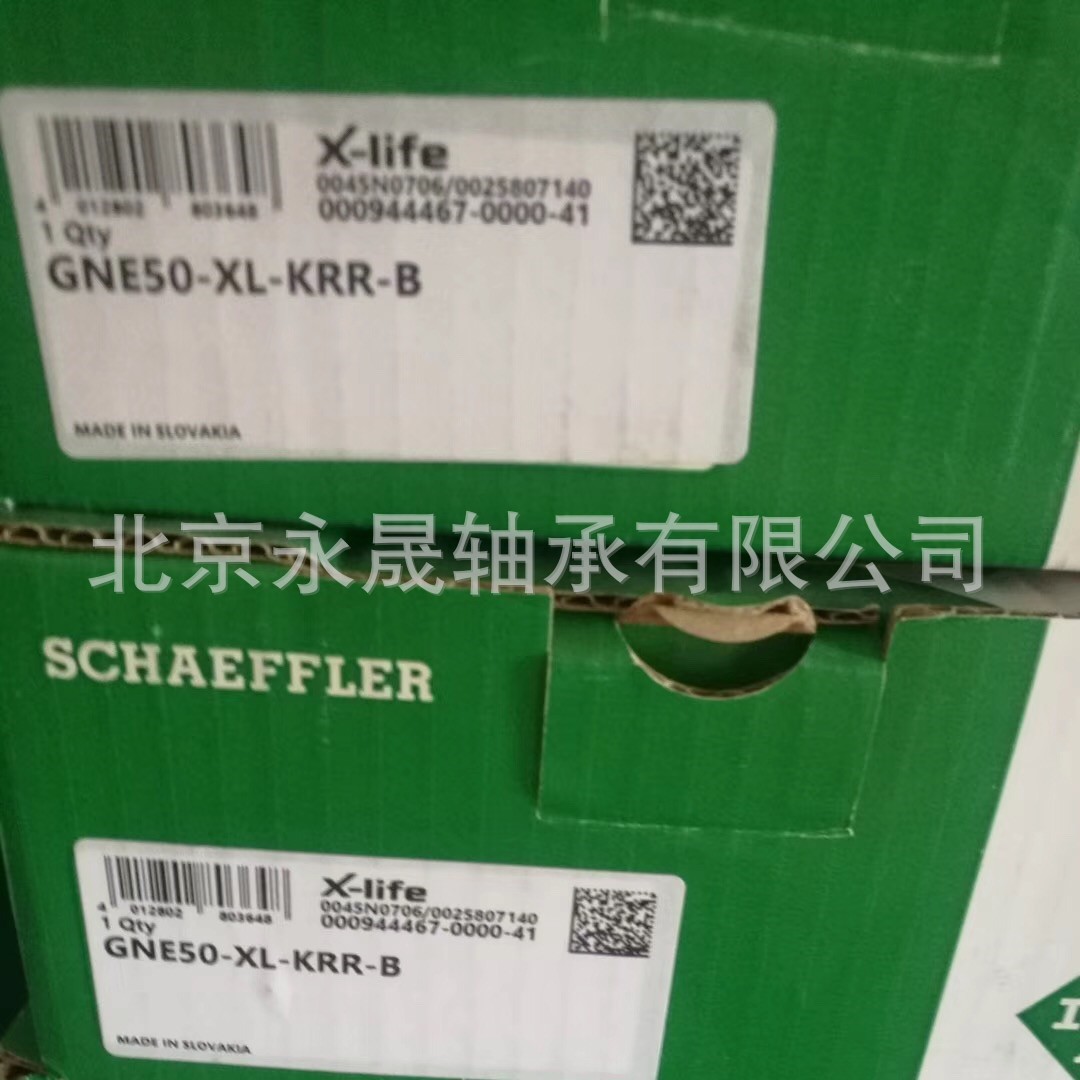 X-life
0045N0706/0025807140
000944467-0000-41
4 012802 803648
1 Qty
GNE50-XL-KRR-B
MADE IN SLOVAKIA
北京永晟轴承有限公司
SCHAEFFLER
X-life
0045N0706/0025807140
000944467-0000-41
4 012802 803648
1 Qty
GNE50-XL-KRR-B
MADE IN SLOVAKIA